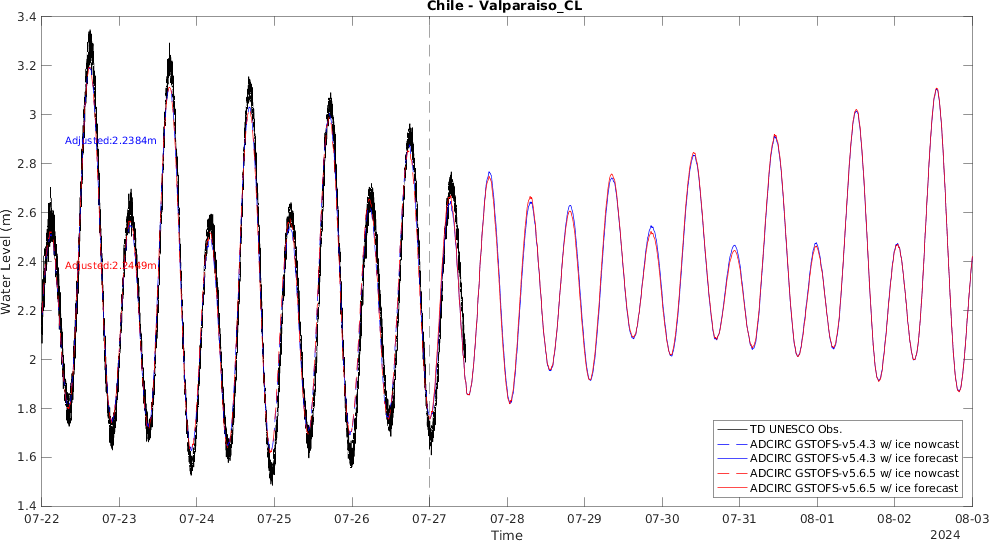 Chile - Valparaiso_CL
3.4
3.2
3
2.8
2.6
2.4
2.2
2
1.8
1.6
1.4
Water Level (m)
Adjusted:2.2384m
Adjusted:2.2449m
TD UNESCO Obs.
ADCIRC GSTOFS-v5.4.3 w/ ice nowcast
ADCIRC GSTOFS-v5.4.3 w/ ice forecast
ADCIRC GSTOFS-v5.6.5 w/ ice nowcast
ADCIRC GSTOFS-v5.6.5 w/ ice forecast
07-22 07-23 07-24 07-25 07-26 07-27 07-28 07-29 07-30 07-31 08-01 08-02 08-03
Time
2024